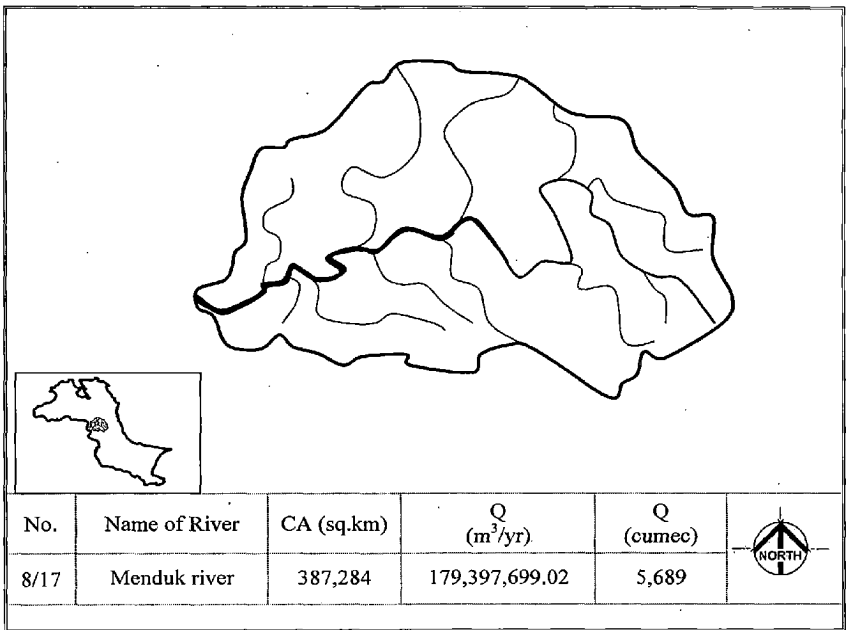 No. Name of River CA (sq.km) Q (m³/yr) Q (cumec)
NORTH
8/17 Menduk river 387,284 179,397,699.02 5,689